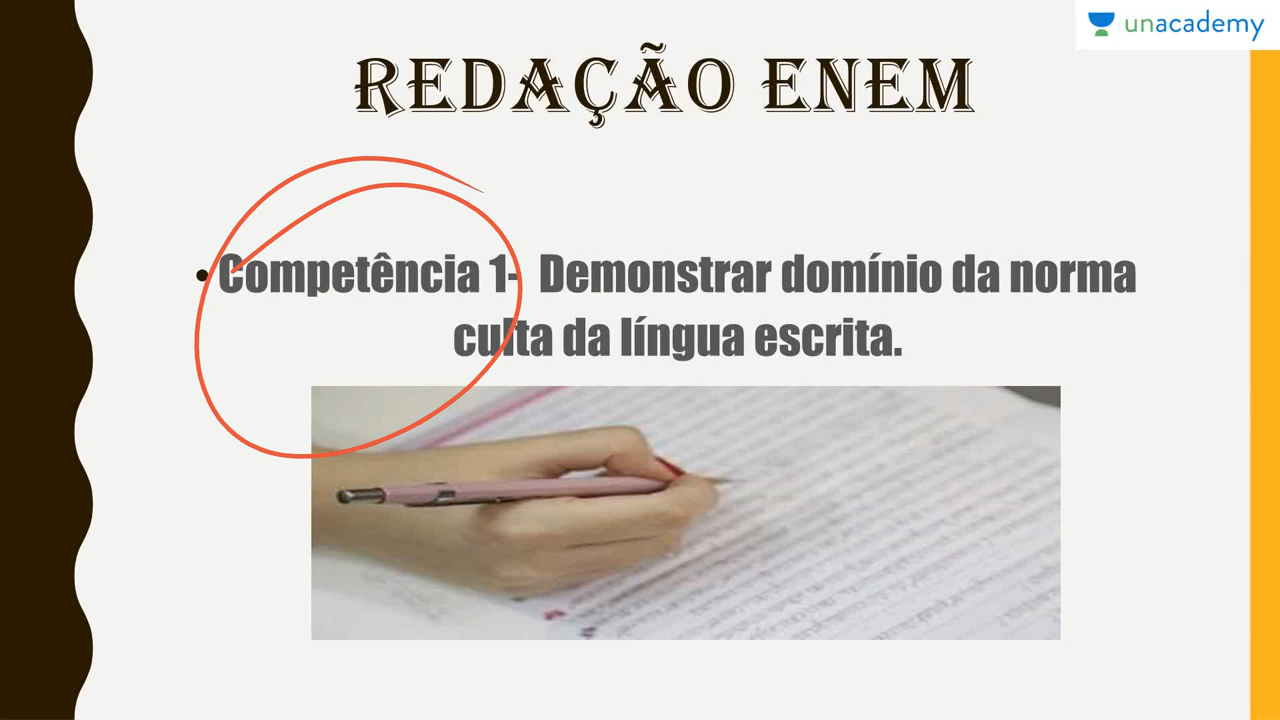 unacademy
REDAÇÃO ENEM
• Competência 1- Demonstrar domínio da norma
culta da língua escrita.